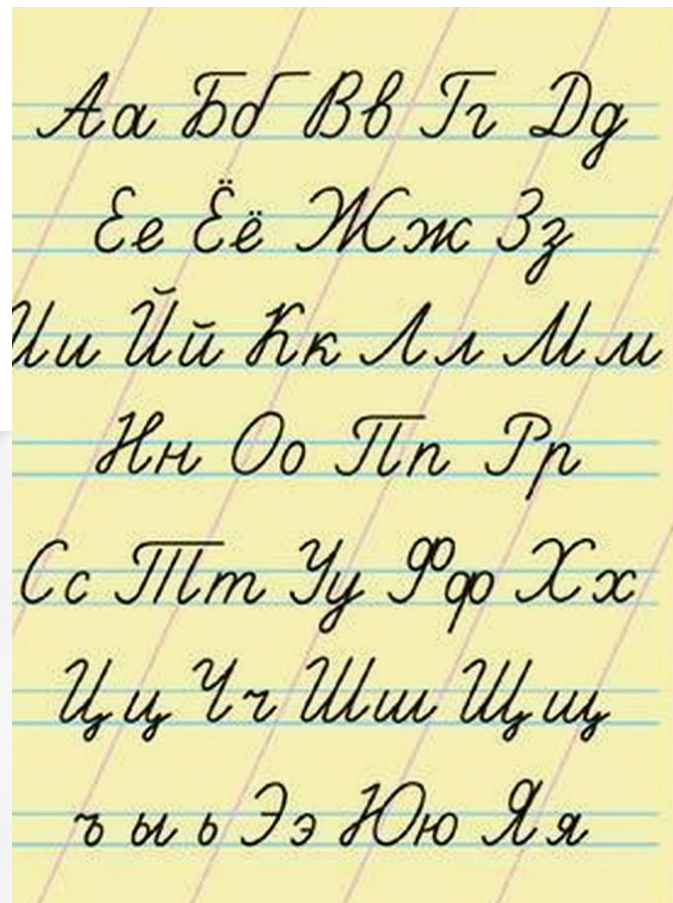 Аа Бб Вв Гг Дд
Ее Ёё Жж Зз
Ии Йй Кк Лл Мм
Нн Оо Пп Рр
Сс Тт Уу Фф Хх
Цц Чч Шш Щщ
ъ ы ь Ээ Юю Яя